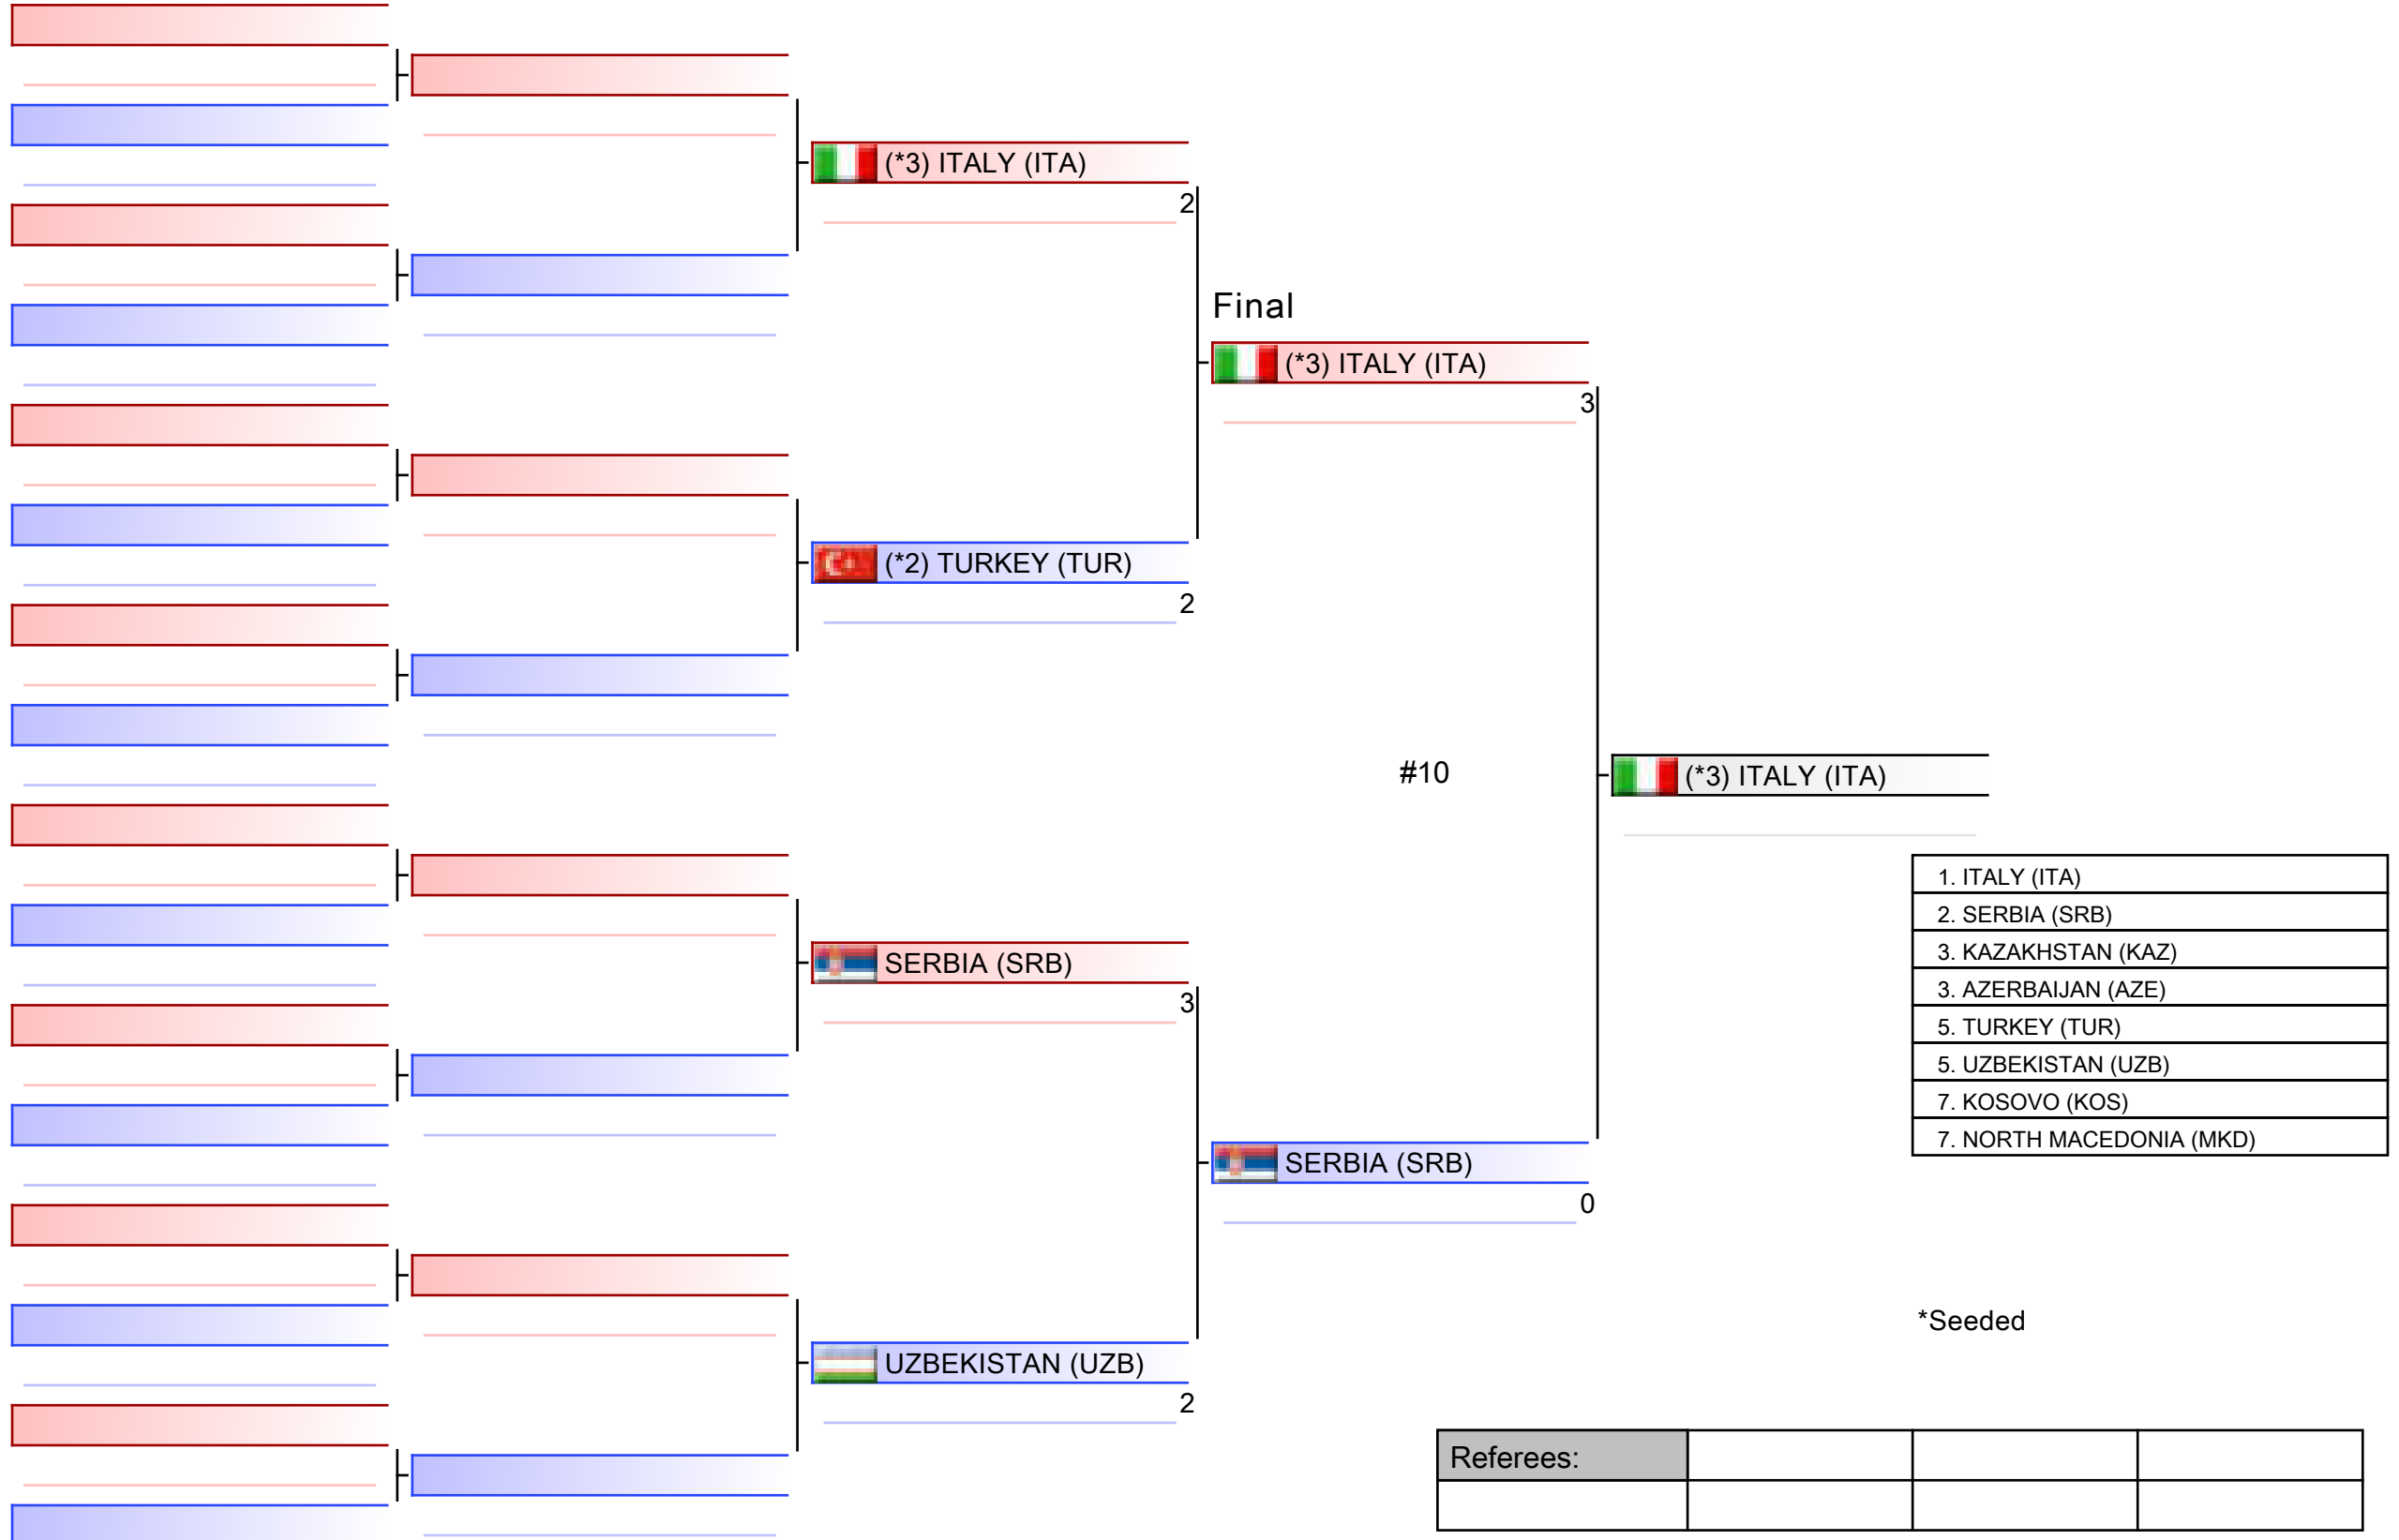 (*3) ITALY (ITA)
2
Final
(*3) ITALY (ITA)
3
(*2) TURKEY (TUR)
2
#10
(*3) ITALY (ITA)
1. ITALY (ITA)
2. SERBIA (SRB)
3. KAZAKHSTAN (KAZ)
3. AZERBAIJAN (AZE)
5. TURKEY (TUR)
5. UZBEKISTAN (UZB)
7. KOSOVO (KOS)
7. NORTH MACEDONIA (MKD)
SERBIA (SRB)
3
SERBIA (SRB)
0
UZBEKISTAN (UZB)
2
*Seeded
Referees: